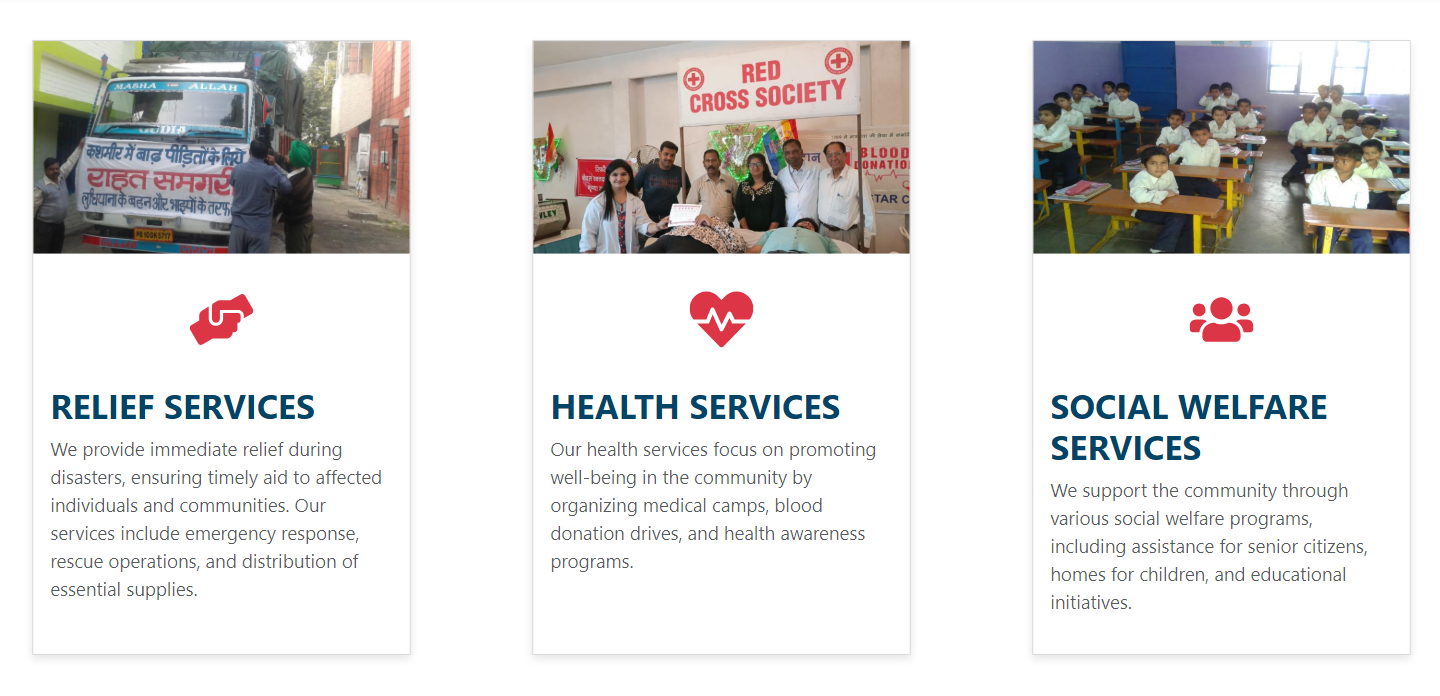 MASHA ALLAH
GUDIA
कश्मीर में बाढ़ पीड़ितों के लिये
राहत समगरी
लुधियाना के बहन और भाइयों के तरफ
RED
CROSS SOCIETY
BLOOD
DONATIO
STAR C
RELIEF SERVICES
We provide immediate relief during
disasters, ensuring timely aid to affected
individuals and communities. Our
services include emergency response,
rescue operations, and distribution of
essential supplies.
HEALTH SERVICES
Our health services focus on promoting
well-being in the community by
organizing medical camps, blood
donation drives, and health awareness
programs.
SOCIAL WELFARE
SERVICES
We support the community through
various social welfare programs,
including assistance for senior citizens,
homes for children, and educational
initiatives.